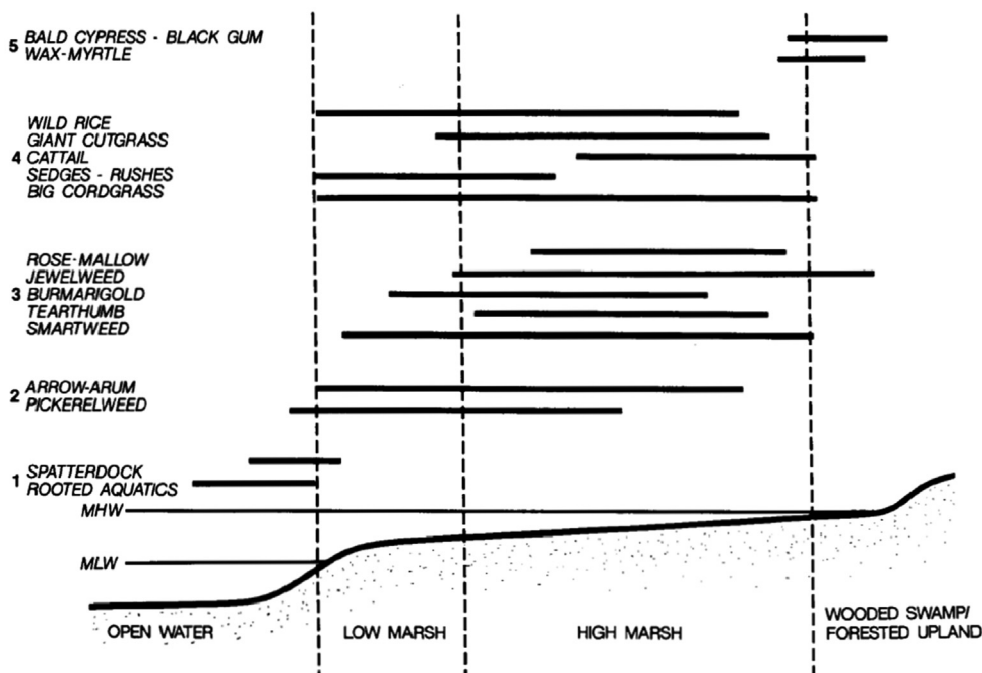 5 BALD CYPRESS - BLACK GUM
WAX-MYRTLE
WILD RICE
GIANT CUTGRASS
4 CATTAIL
SEDGES - RUSHES
BIG CORDGRASS
ROSE-MALLOW
JEWELWEED
3 BURMARIGOLD
TEARTHUMB
SMARTWEED
2 ARROW-ARUM
PICKERELWEED
1 SPATTERDOCK
ROOTED AQUATICS
MHW
MLW
OPEN WATER
LOW MARSH
HIGH MARSH
WOODED SWAMP/
FORESTED UPLAND